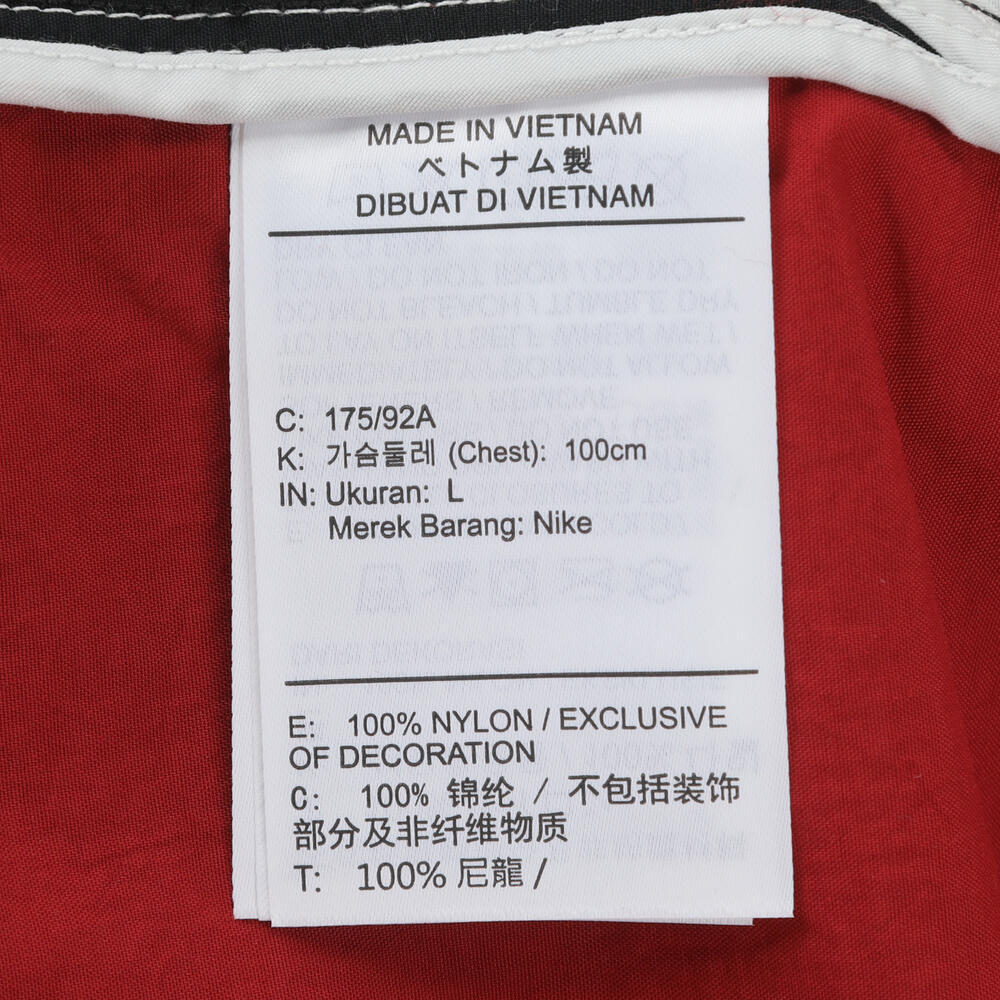 MADE IN VIETNAM
ベトナム製
DIBUAT DI VIETNAM
C: 175/92A
K: 가슴둘레 (Chest): 100cm
IN: Ukuran: L
Merek Barang: Nike
E: 100% NYLON / EXCLUSIVE
OF DECORATION
C: 100% 锦纶 / 不包括装饰
部分及非纤维物质
T: 100% 尼龍 /